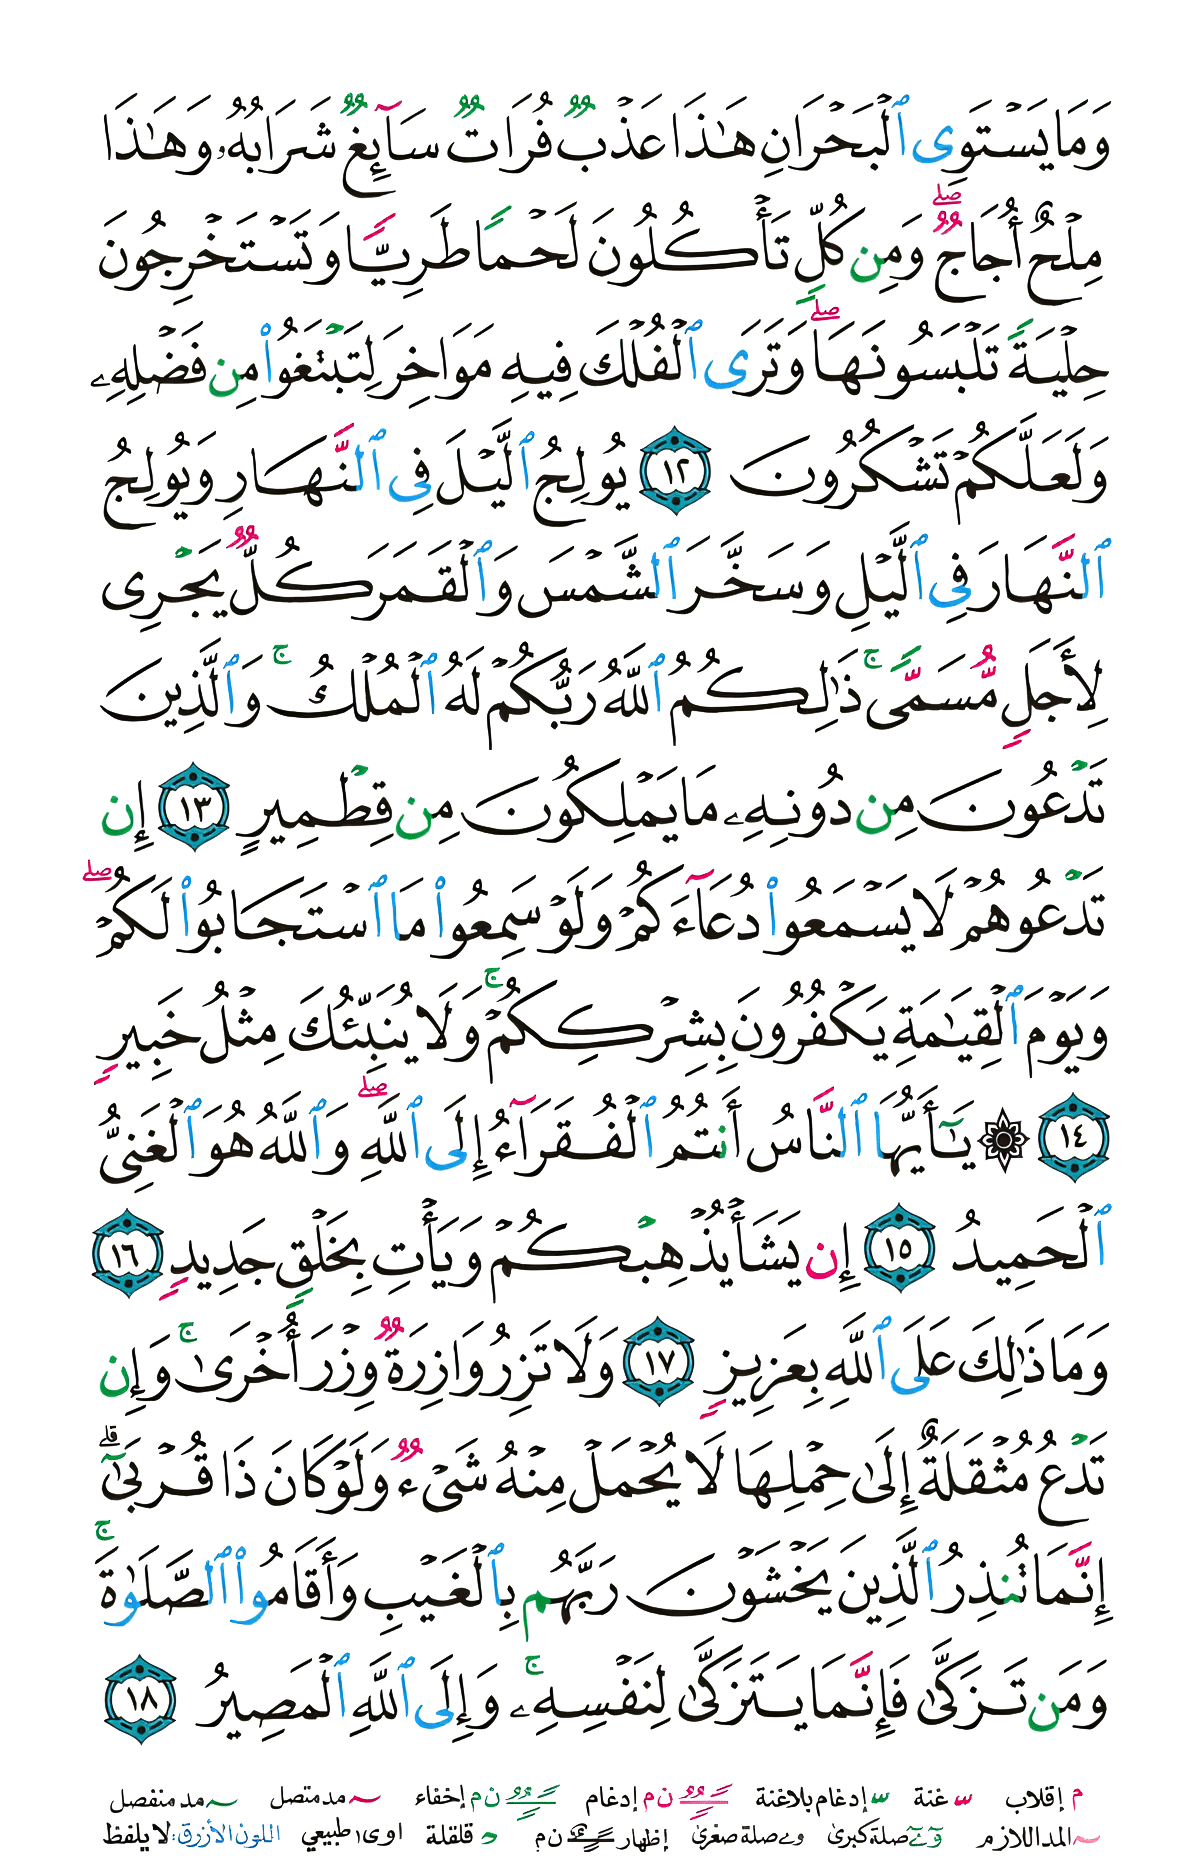 وَمَا يَسْتَوِى ٱلْبَحْرَانِ هَـٰذَا عَذْبٌ فُرَاتٌ سَآئِغٌ شَرَابُهُۥ وَهَـٰذَا
مِلْحٌ أُجَاجٌ ۖ وَمِن كُلٍّ تَأْكُلُونَ لَحْمًا طَرِيًّا وَتَسْتَخْرِجُونَ
حِلْيَةً تَلْبَسُونَهَا ۖ وَتَرَى ٱلْفُلْكَ فِيهِ مَوَاخِرَ لِتَبْتَغُوا۟ مِن فَضْلِهِۦ
وَلَعَلَّكُمْ تَشْكُرُونَ ١٢ يُولِجُ ٱلَّيْلَ فِى ٱلنَّهَارِ وَيُولِجُ
ٱلنَّهَارَ فِى ٱلَّيْلِ وَسَخَّرَ ٱلشَّمْسَ وَٱلْقَمَرَ كُلٌّ يَجْرِى
لِأَجَلٍ مُّسَمًّى ۚ ذَٰلِكُمُ ٱللَّهُ رَبُّكُمْ لَهُ ٱلْمُلْكُ ۚ وَٱلَّذِينَ
تَدْعُونَ مِن دُونِهِۦ مَا يَمْلِكُونَ مِن قِطْمِيرٍ ١٣ إِن
تَدْعُوهُمْ لَا يَسْمَعُوا۟ دُعَآءَكُمْ وَلَوْ سَمِعُوا۟ مَا ٱسْتَجَابُوا۟ لَكُمْ ۖ
وَيَوْمَ ٱلْقِيَـٰمَةِ يَكْفُرُونَ بِشِرْكِكُمْ ۚ وَلَا يُنَبِّئُكَ مِثْلُ خَبِيرٍ
١٤ ۞ يَـٰٓأَيُّهَا ٱلنَّاسُ أَنتُمُ ٱلْفُقَرَآءُ إِلَى ٱللَّهِ ۖ وَٱللَّهُ هُوَ ٱلْغَنِىُّ
ٱلْحَمِيدُ ١٥ إِن يَشَأْ يُذْهِبْكُمْ وَيَأْتِ بِخَلْقٍ جَدِيدٍ ١٦
وَمَا ذَٰلِكَ عَلَى ٱللَّهِ بِعَزِيزٍ ١٧ وَلَا تَزِرُ وَازِرَةٌ وِزْرَ أُخْرَىٰ ۚ وَإِن
تَدْعُ مُثْقَلَةٌ إِلَىٰ حِمْلِهَا لَا يُحْمَلْ مِنْهُ شَىْءٌ وَلَوْ كَانَ ذَا قُرْبَىٰٓ ۗ
إِنَّمَا تُنذِرُ ٱلَّذِينَ يَخْشَوْنَ رَبَّهُم بِٱلْغَيْبِ وَأَقَامُوا۟ ٱلصَّلَوٰةَ ۚ
وَمَن تَزَكَّىٰ فَإِنَّمَا يَتَزَكَّىٰ لِنَفْسِهِۦ ۚ وَإِلَى ٱللَّهِ ٱلْمَصِيرُ ١٨
م إقلاب س غنة س إدغام بلاغنة ن م إدغام ن م إخفاء مد متصل مد منفصل
المد اللازم صلة كبرى وے صلة صغرى إظهار ن م قلقلة اوى طبيعي اللون الأزرق: لا يلفظ